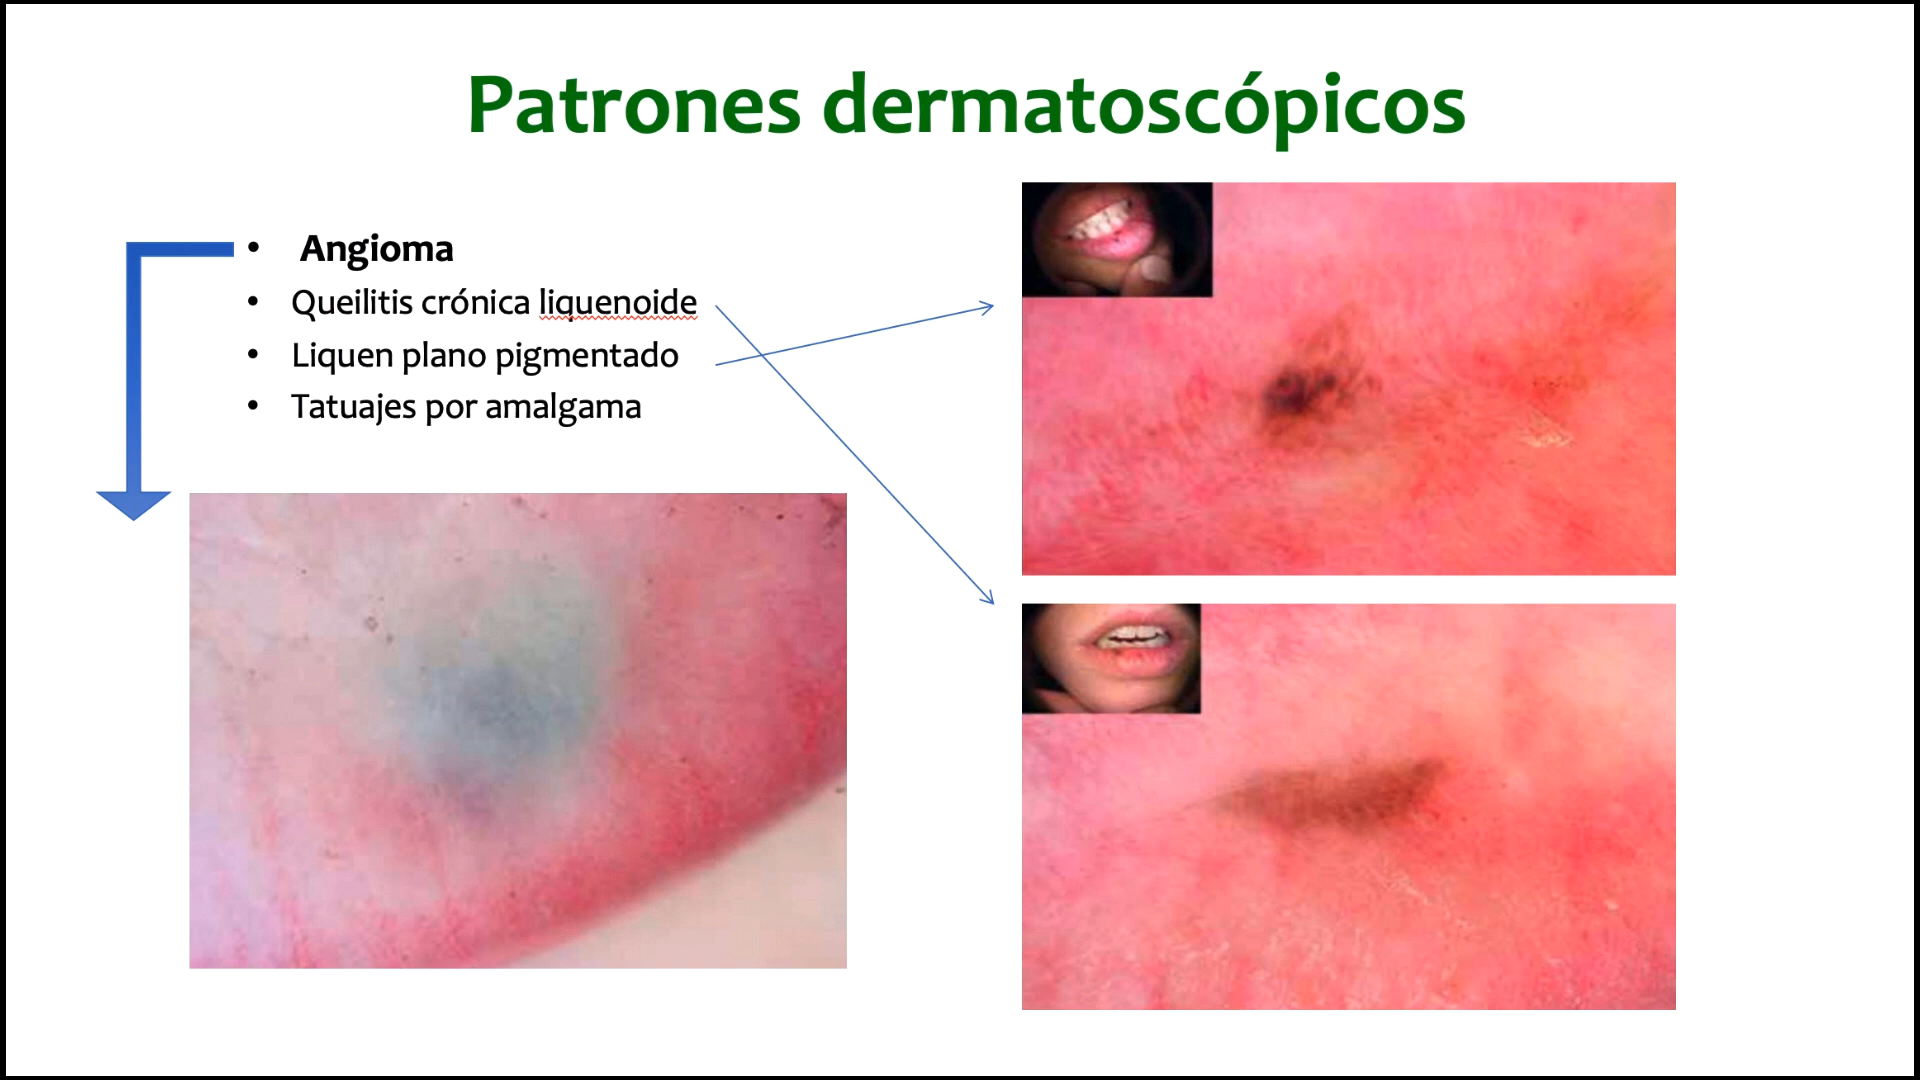 Patrones dermatoscópicos
• Angioma
• Queilitis crónica liquenoide
• Liquen plano pigmentado
• Tatuajes por amalgama